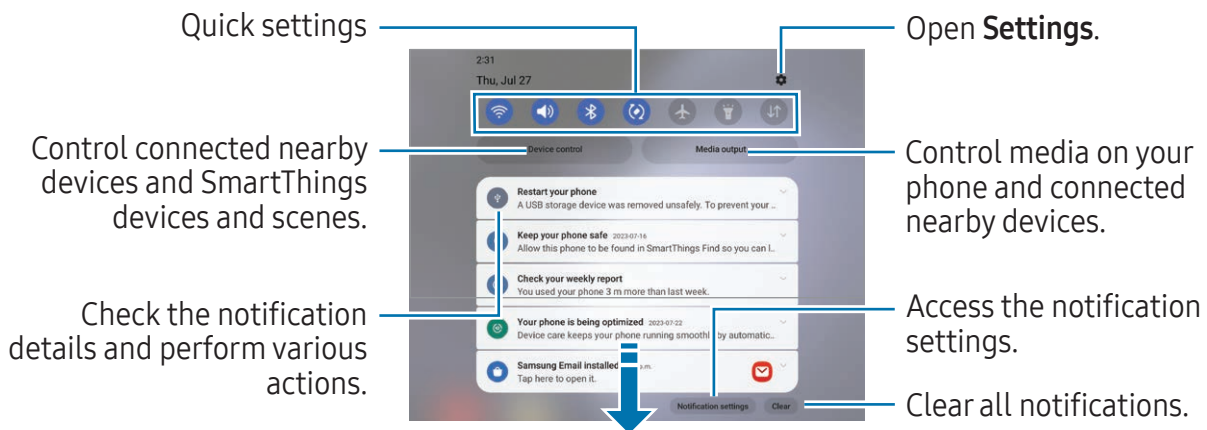 Quick settings
Open Settings.
2:31
Thu, Jul 27
Control connected nearby
devices and SmartThings
devices and scenes.
Device control
Media output
Control media on your
phone and connected
nearby devices.
Restart your phone
A USB storage device was removed unsafely. To prevent your ..
Keep your phone safe 2023-07-16
Allow this phone to be found in SmartThings Find so you can l..
Check your weekly report
You used your phone 3 m more than last week.
Check the notification
details and perform various
actions.
Your phone is being optimized 2023-07-22
Device care keeps your phone running smoothl by automatic..
Samsung Email installed p.m.
Tap here to open it.
Access the notification
settings.
Notification settings
Clear
Clear all notifications.